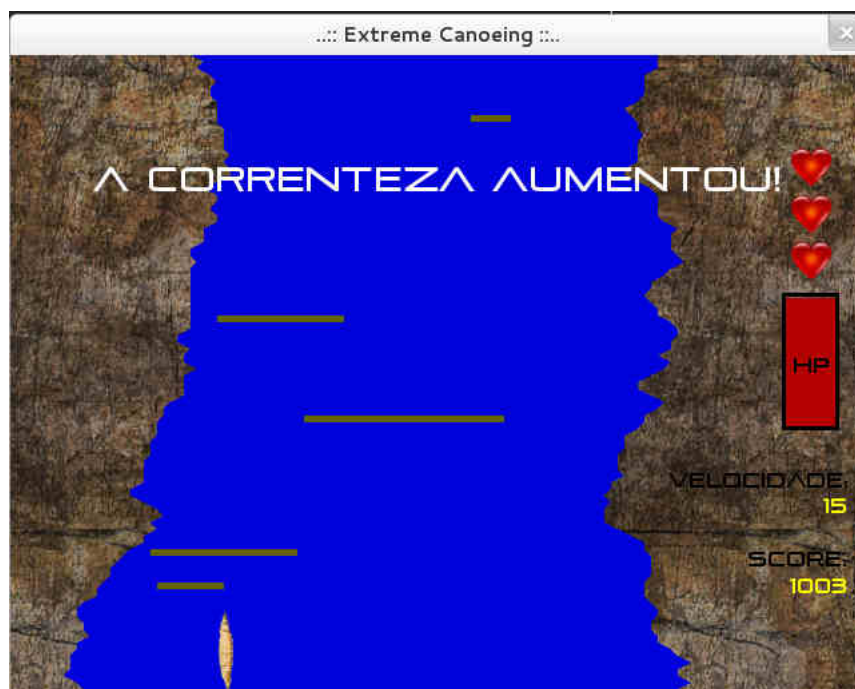 ..:: Extreme Canoeing ::..
A CORRENTEZA AUMENTOU!
HP
VELOCIDADE:
15
SCORE:
1003